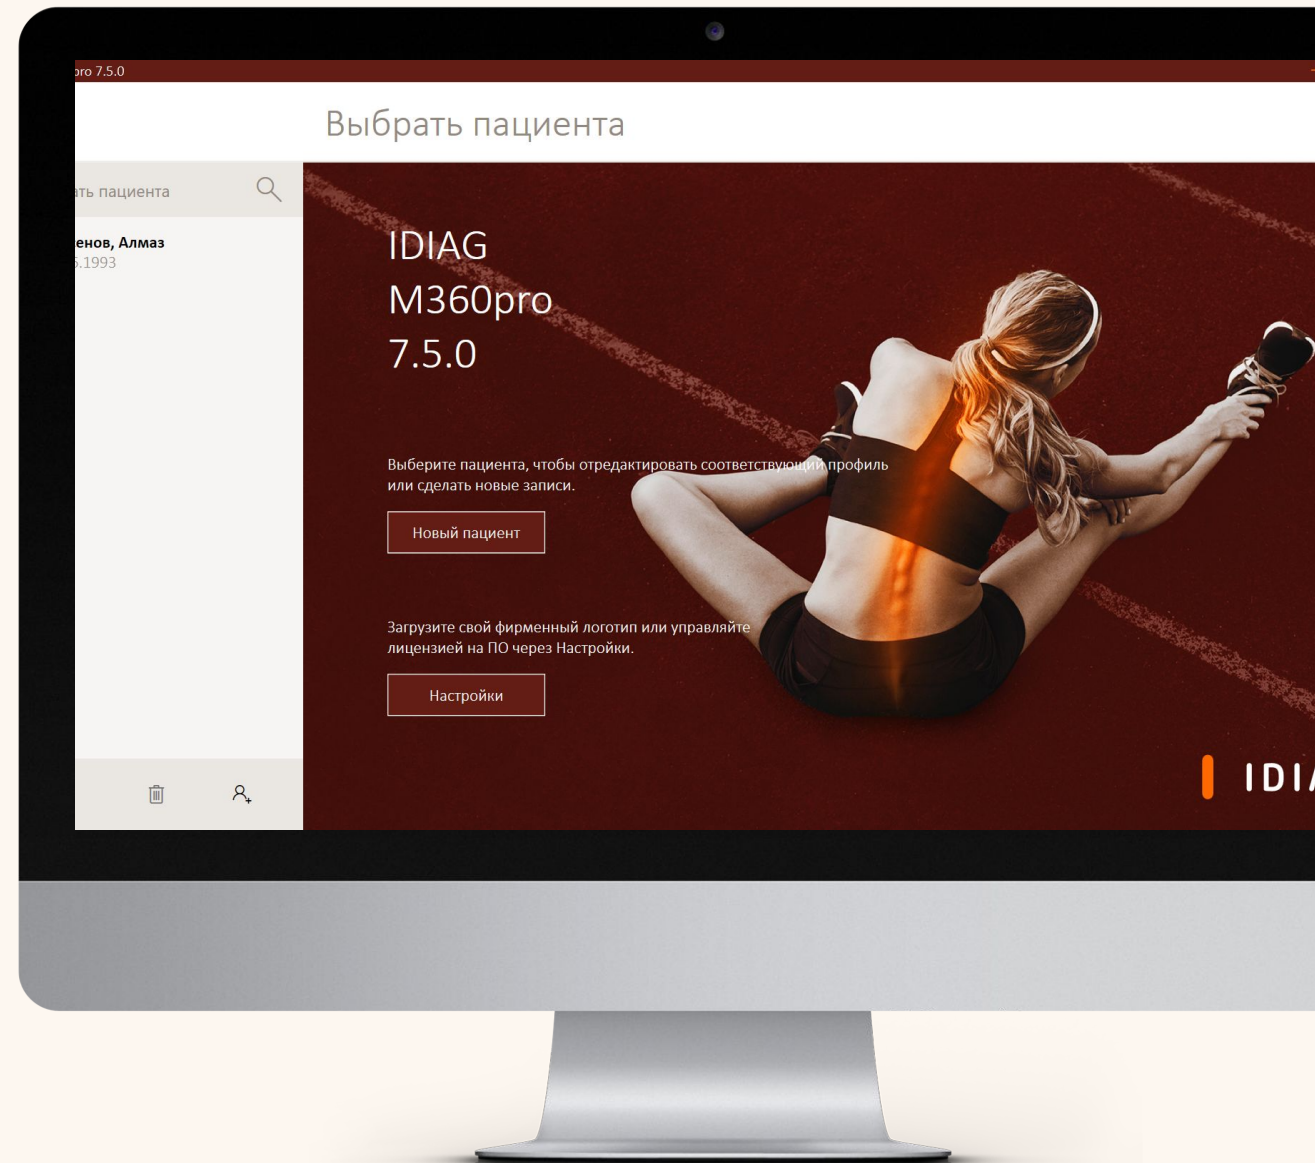 pro 7.5.0
Выбрать пациента
ать пациента
енов, Алмаз
5.1993
IDIAG
M360pro
7.5.0
Выберите пациента, чтобы отредактировать соответствующий профиль
или сделать новые записи.
Новый пациент
Загрузите свой фирменный логотип или управляйте
лицензией на ПО через Настройки.
Настройки
IDIA